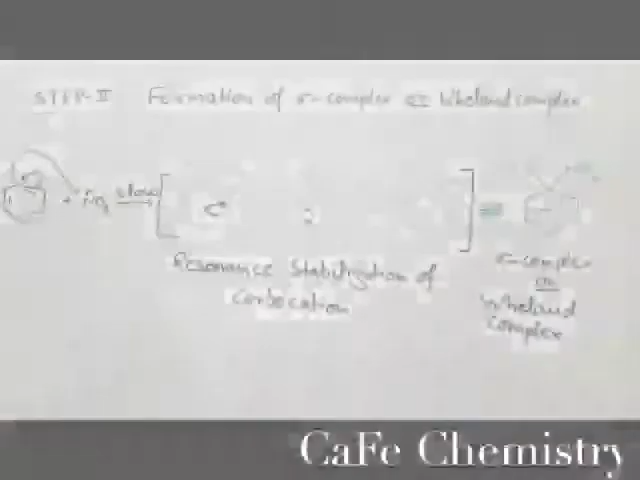 STEP-II Formation of σ-complex or Wheland complex
+ NO₂ slow
Resonance Stabilization of
carbocation
σ-complex
or
Wheland
complex
CaFe Chemistry